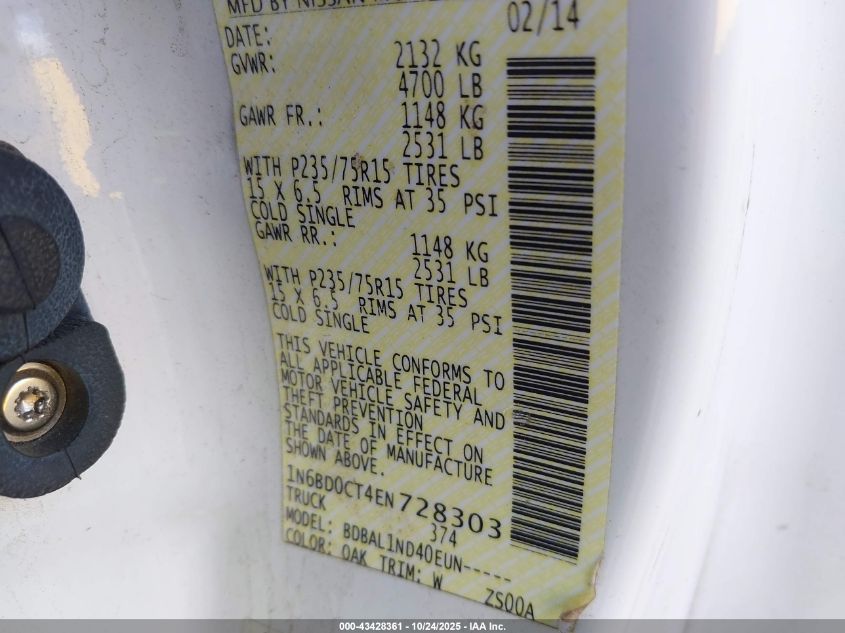 MFD BY NISSAN
DATE: 02/14
GVWR: 2132 KG
4700 LB
GAWR FR.: 1148 KG
2531 LB
WITH P235/75R15 TIRES
15 X 6.5 RIMS AT 35 PSI
COLD SINGLE
GAWR RR.: 1148 KG
2531 LB
WITH P235/75R15 TIRES
15 X 6.5 RIMS AT 35 PSI
COLD SINGLE
THIS VEHICLE CONFORMS TO
ALL APPLICABLE FEDERAL
MOTOR VEHICLE SAFETY AND
THEFT PREVENTION
STANDARDS IN EFFECT ON
THE DATE OF MANUFACTURE
SHOWN ABOVE.
1N6BD0CT4EN728303
TRUCK 374
MODEL: BDBAL1ND40EUN-----
COLOR: QAK TRIM: W ZS00A
000-43428361 - 10/24/2025 - IAA Inc.